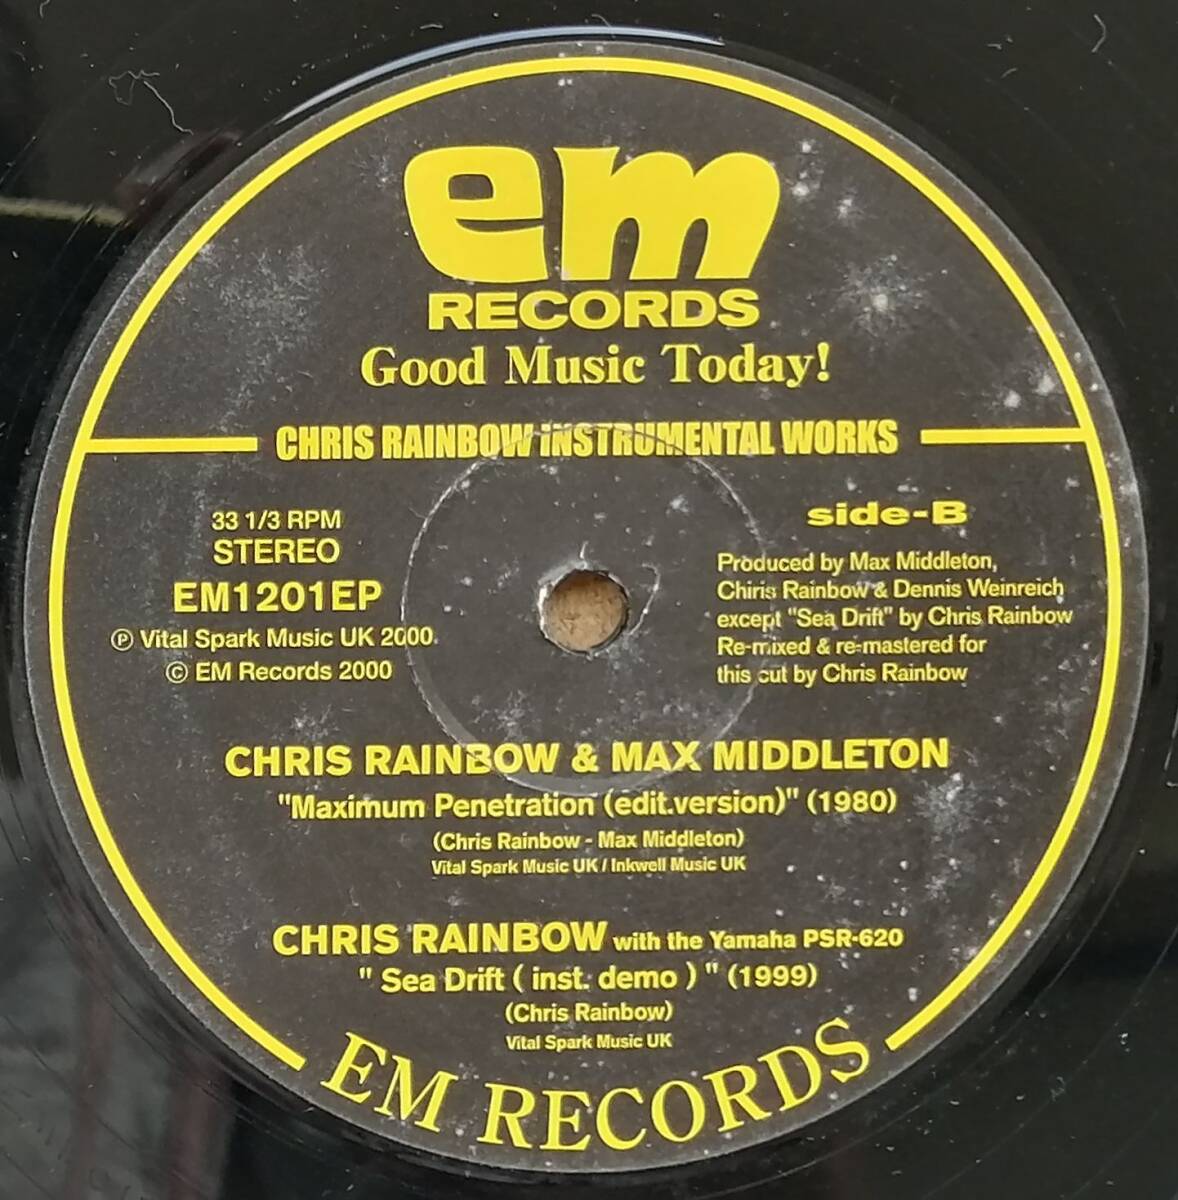 em
RECORDS
Good Music Today!
CHRIS RAINBOW INSTRUMENTAL WORKS
33 1/3 RPM
STEREO
EM1201EP
Ⓟ Vital Spark Music UK 2000
© EM Records 2000
side-B
Produced by Max Middleton,
Chiris Rainbow & Dennis Weinreich
except "Sea Drift" by Chris Rainbow
Re-mixed & re-mastered for
this cut by Chris Rainbow
CHRIS RAINBOW & MAX MIDDLETON
"Maximum Penetration (edit.version)" (1980)
(Chris Rainbow - Max Middleton)
Vital Spark Music UK / Inkwell Music UK
CHRIS RAINBOW with the Yamaha PSR-620
" Sea Drift ( inst. demo ) " (1999)
(Chris Rainbow)
Vital Spark Music UK
EM RECORDS